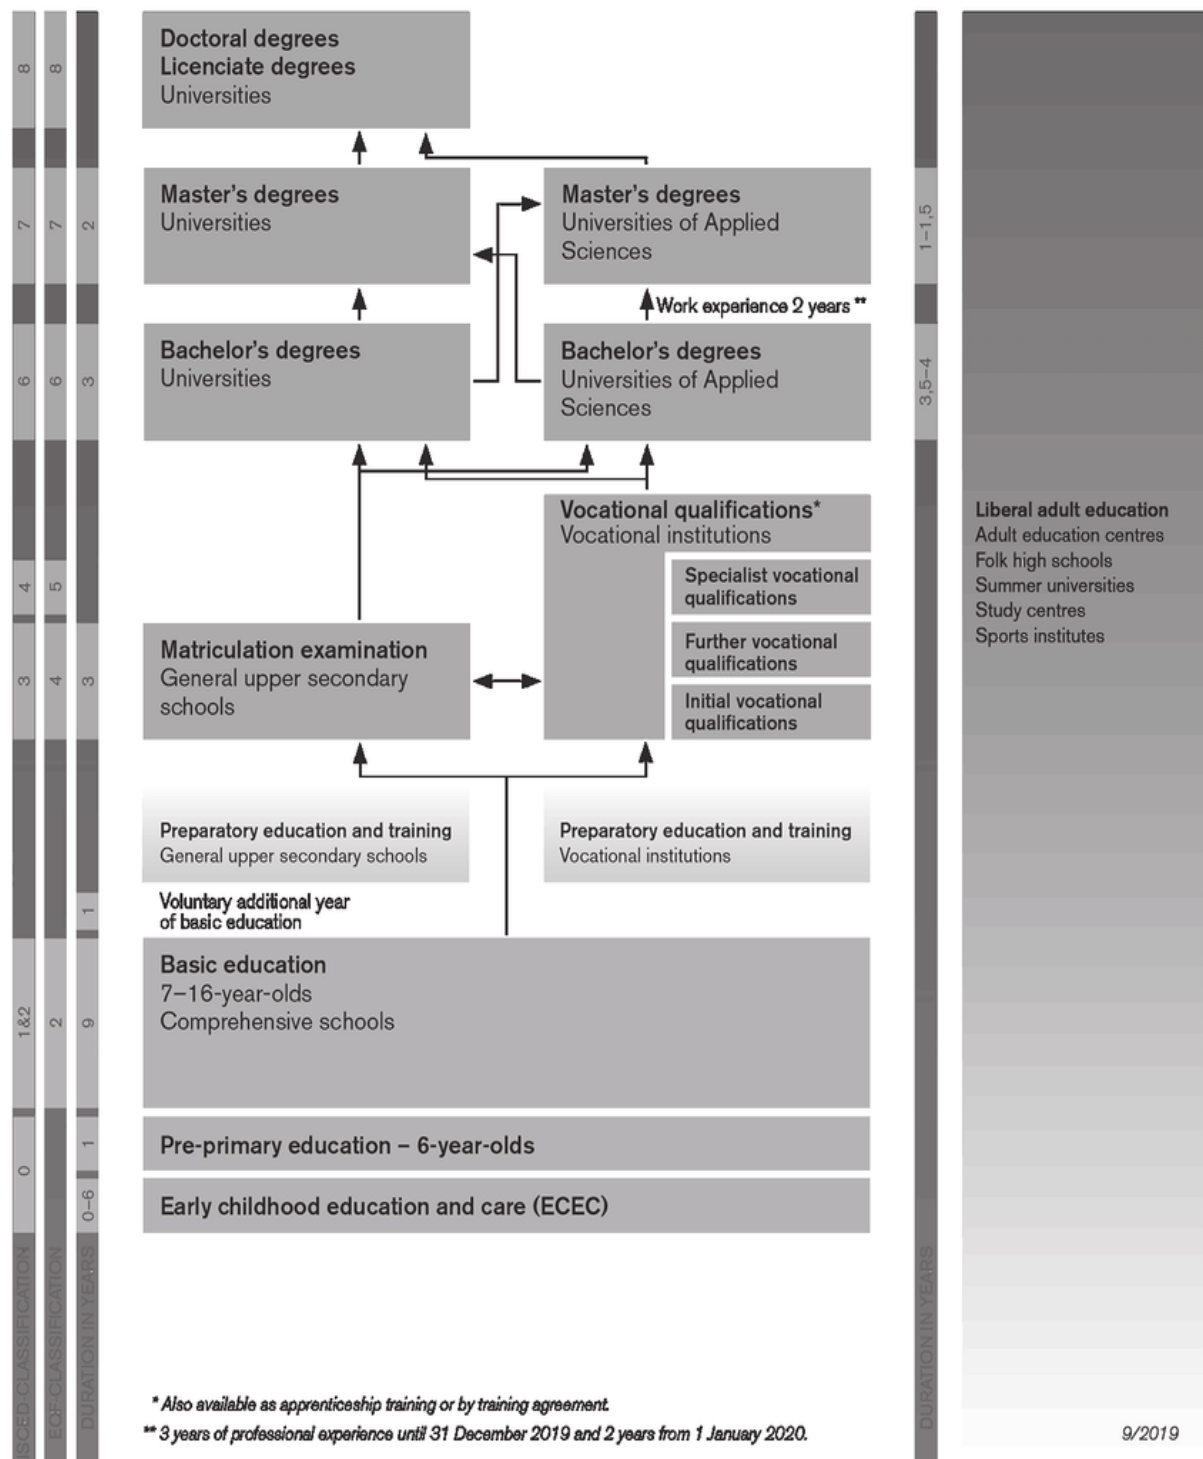 Doctoral degrees
Licenciate degrees
Universities
8
8
Master's degrees
Universities
Master's degrees
Universities of Applied
Sciences
7
7
2
1–1,5
Work experience 2 years **
Bachelor's degrees
Universities
Bachelor's degrees
Universities of Applied
Sciences
6
6
3
3,5–4
Vocational qualifications*
Vocational institutions
Specialist vocational
qualifications
Further vocational
qualifications
Initial vocational
qualifications
4
5
Matriculation examination
General upper secondary
schools
3
4
3
Liberal adult education
Adult education centres
Folk high schools
Summer universities
Study centres
Sports institutes
Preparatory education and training
General upper secondary schools
Preparatory education and training
Vocational institutions
Voluntary additional year
of basic education
1
Basic education
7–16-year-olds
Comprehensive schools
1&2
2
9
Pre-primary education – 6-year-olds
0
1
Early childhood education and care (ECEC)
0–6
ISCED-CLASSIFICATION
EQF-CLASSIFICATION
DURATION IN YEARS
DURATION IN YEARS
* Also available as apprenticeship training or by training agreement.
** 3 years of professional experience until 31 December 2019 and 2 years from 1 January 2020.
9/2019